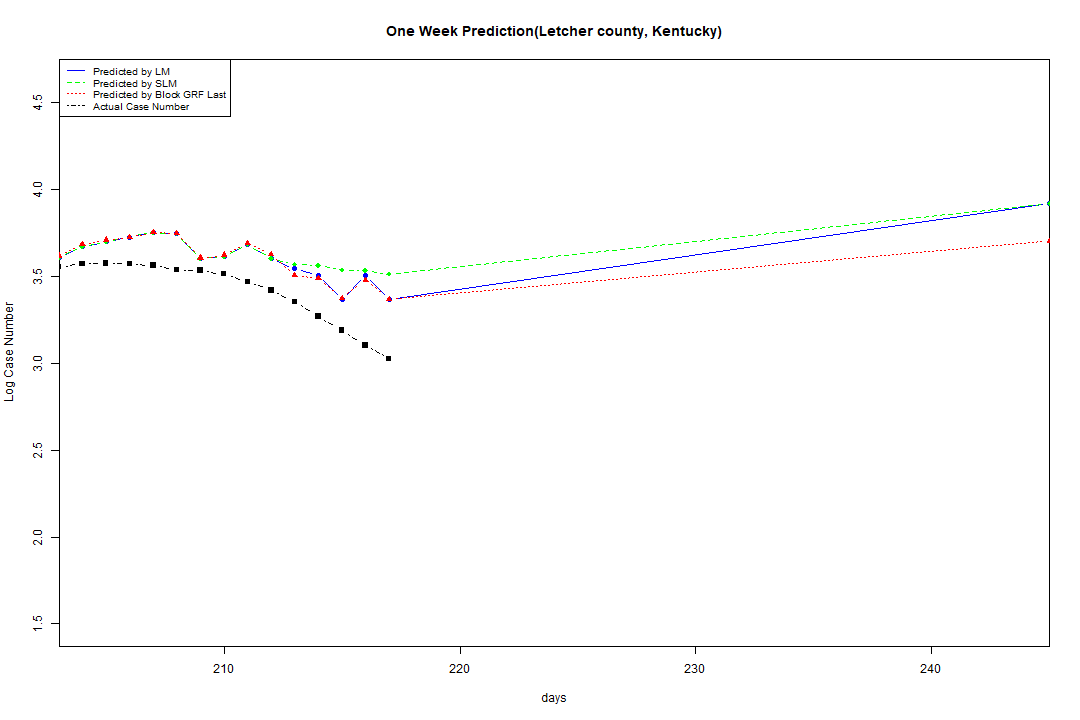 One Week Prediction(Letcher county, Kentucky)
Predicted by LM
Predicted by SLM
Predicted by Block GRF Last
Actual Case Number
4.5
4.0
3.5
3.0
2.5
2.0
1.5
Log Case Number
210
220
230
240
days